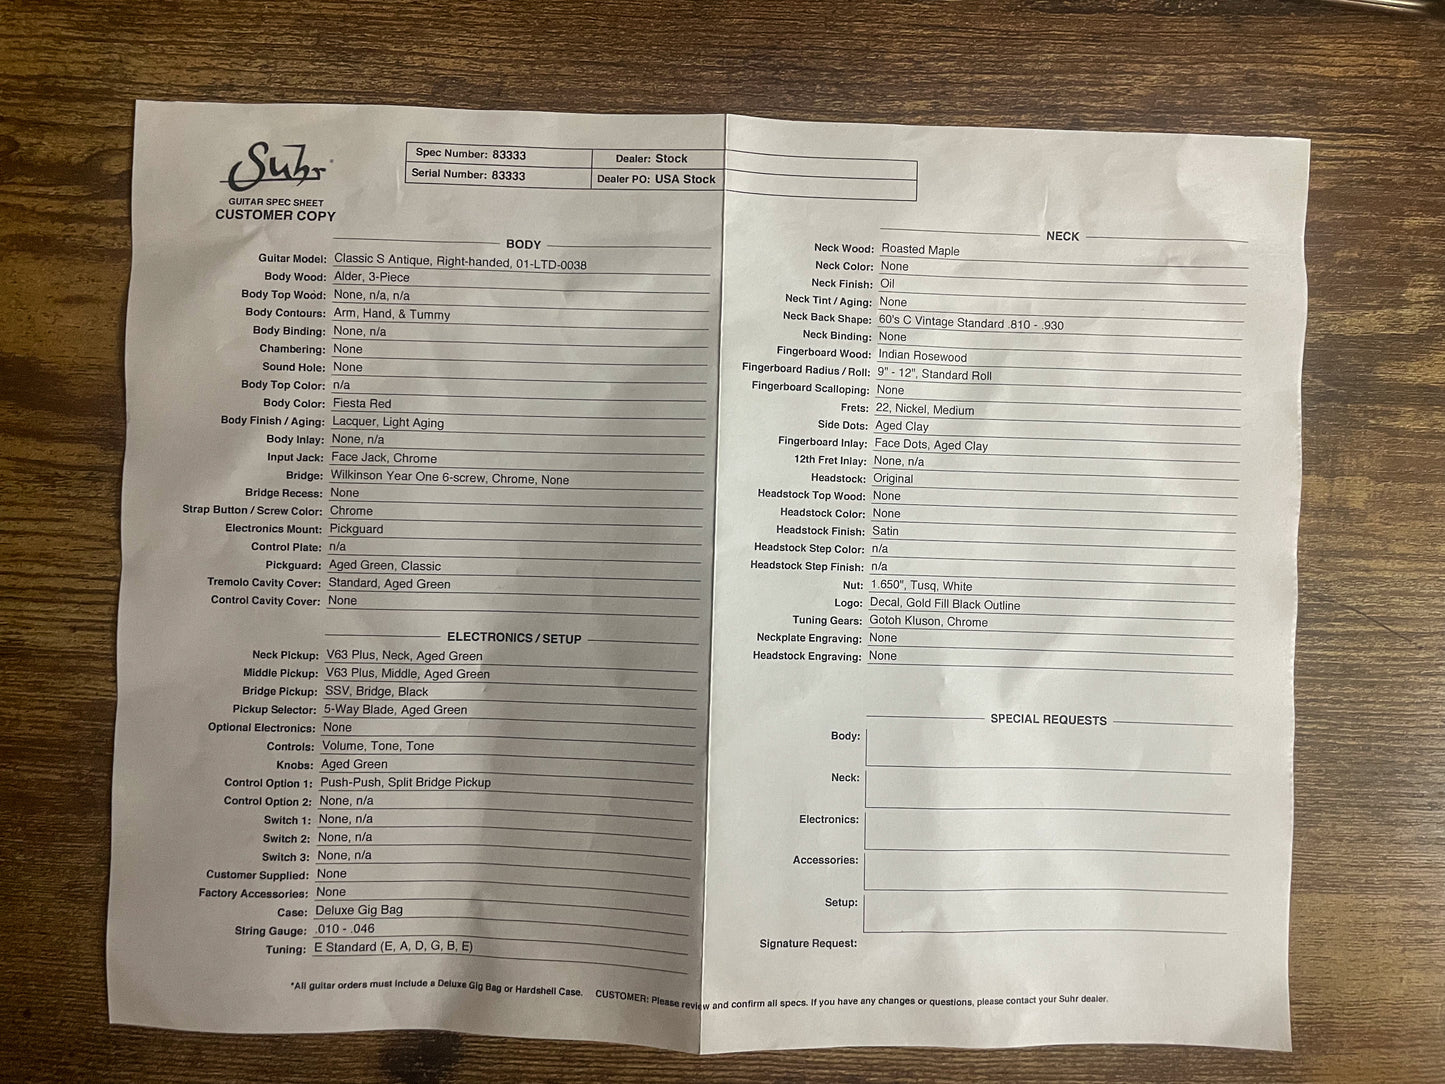 Suhr
GUITAR SPEC SHEET
CUSTOMER COPY
Spec Number: 83333 Dealer: Stock
Serial Number: 83333 Dealer PO: USA Stock
BODY
Guitar Model: Classic S Antique, Right-handed, 01-LTD-0038
Body Wood: Alder, 3-Piece
Body Top Wood: None, n/a, n/a
Body Contours: Arm, Hand, & Tummy
Body Binding: None, n/a
Chambering: None
Sound Hole: None
Body Top Color: n/a
Body Color: Fiesta Red
Body Finish / Aging: Lacquer, Light Aging
Body Inlay: None, n/a
Input Jack: Face Jack, Chrome
Bridge: Wilkinson Year One 6-screw, Chrome, None
Bridge Recess: None
Strap Button / Screw Color: Chrome
Electronics Mount: Pickguard
Control Plate: n/a
Pickguard: Aged Green, Classic
Tremolo Cavity Cover: Standard, Aged Green
Control Cavity Cover: None
ELECTRONICS / SETUP
Neck Pickup: V63 Plus, Neck, Aged Green
Middle Pickup: V63 Plus, Middle, Aged Green
Bridge Pickup: SSV, Bridge, Black
Pickup Selector: 5-Way Blade, Aged Green
Optional Electronics: None
Controls: Volume, Tone, Tone
Knobs: Aged Green
Control Option 1: Push-Push, Split Bridge Pickup
Control Option 2: None, n/a
Switch 1: None, n/a
Switch 2: None, n/a
Switch 3: None, n/a
Customer Supplied: None
Factory Accessories: None
Case: Deluxe Gig Bag
String Gauge: .010 - .046
Tuning: E Standard (E, A, D, G, B, E)
NECK
Neck Wood: Roasted Maple
Neck Color: None
Neck Finish: Oil
Neck Tint / Aging: None
Neck Back Shape: 60's C Vintage Standard .810 - .930
Neck Binding: None
Fingerboard Wood: Indian Rosewood
Fingerboard Radius / Roll: 9" - 12", Standard Roll
Fingerboard Scalloping: None
Frets: 22, Nickel, Medium
Side Dots: Aged Clay
Fingerboard Inlay: Face Dots, Aged Clay
12th Fret Inlay: None, n/a
Headstock: Original
Headstock Top Wood: None
Headstock Color: None
Headstock Finish: Satin
Headstock Step Color: n/a
Headstock Step Finish: n/a
Nut: 1.650", Tusq, White
Logo: Decal, Gold Fill Black Outline
Tuning Gears: Gotoh Kluson, Chrome
Neckplate Engraving: None
Headstock Engraving: None
SPECIAL REQUESTS
Body:
Neck:
Electronics:
Accessories:
Setup:
Signature Request:
*All guitar orders must include a Deluxe Gig Bag or Hardshell Case. CUSTOMER: Please review and confirm all specs. If you have any changes or questions, please contact your Suhr dealer.